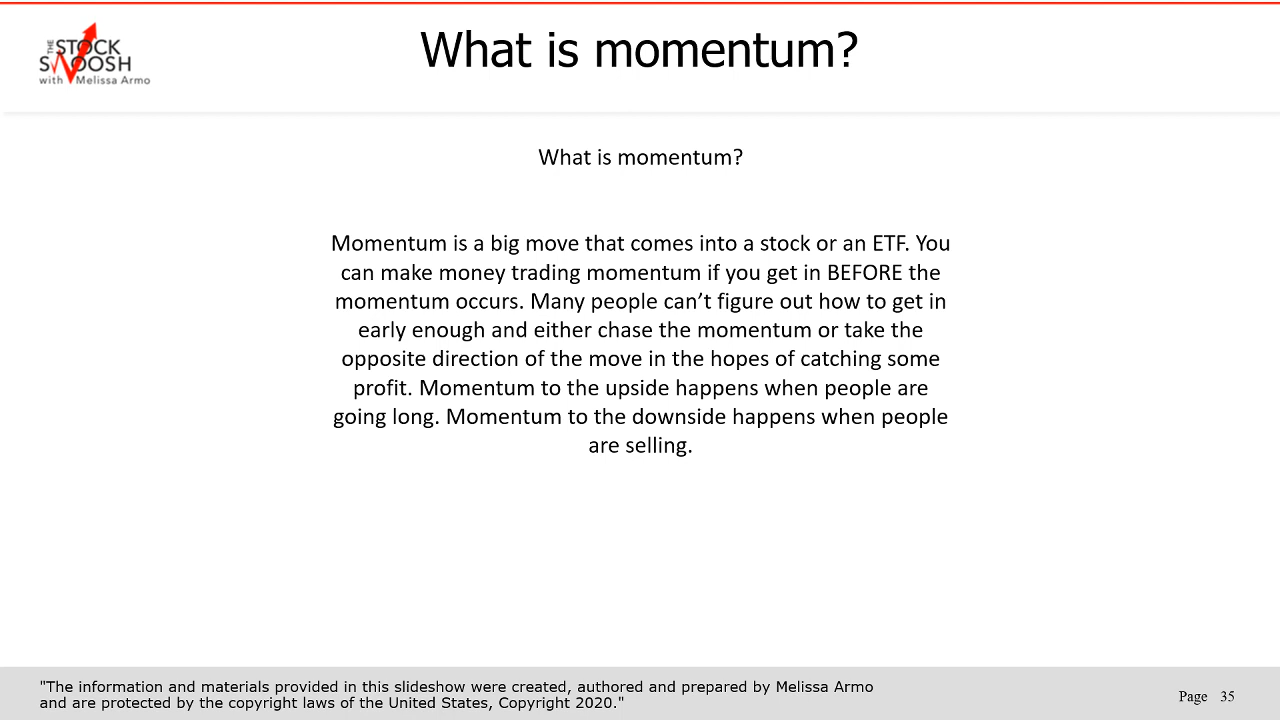 THE
STOCK
SWOOSH
with Melissa Armo
What is momentum?
What is momentum?
Momentum is a big move that comes into a stock or an ETF. You
can make money trading momentum if you get in BEFORE the
momentum occurs. Many people can’t figure out how to get in
early enough and either chase the momentum or take the
opposite direction of the move in the hopes of catching some
profit. Momentum to the upside happens when people are
going long. Momentum to the downside happens when people
are selling.
"The information and materials provided in this slideshow were created, authored and prepared by Melissa Armo
and are protected by the copyright laws of the United States, Copyright 2020."
Page 35